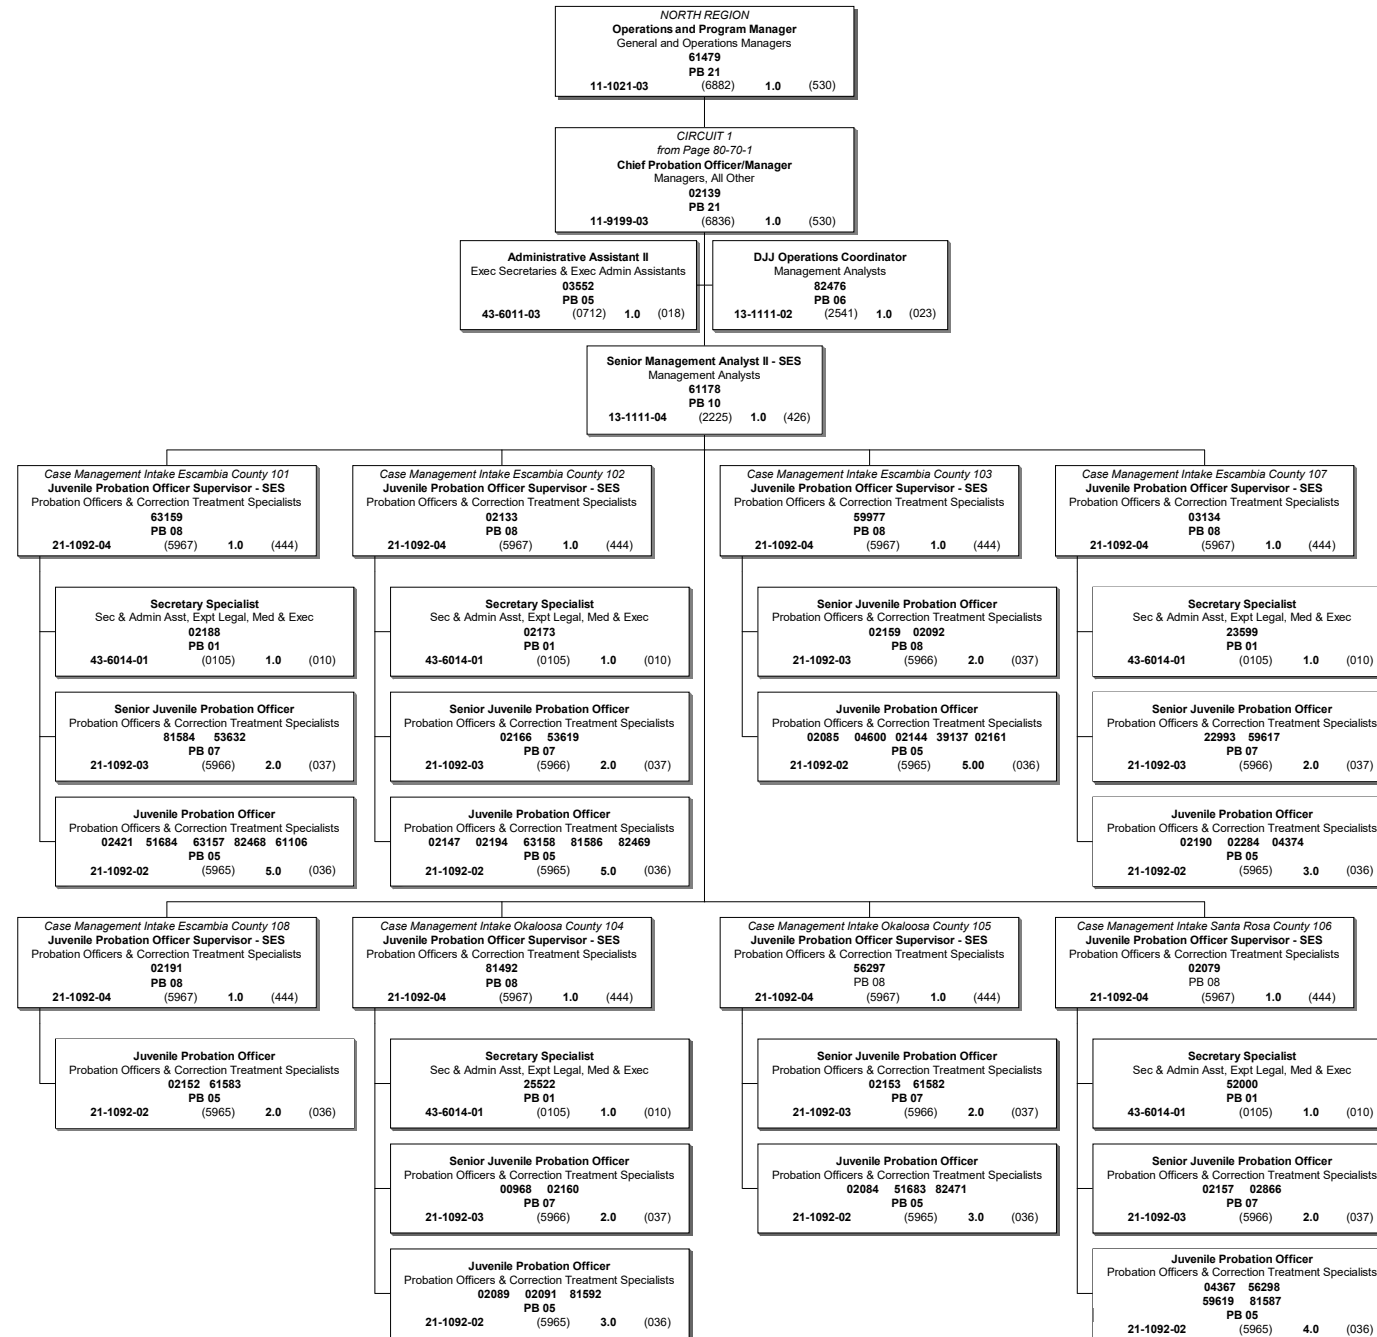 NORTH REGION
Operations and Program Manager
General and Operations Managers
61479
PB 21
11-1021-03 (6882) 1.0 (530)
CIRCUIT 1
from Page 80-70-1
Chief Probation Officer/Manager
Managers, All Other
02139
PB 21
11-9199-03 (6836) 1.0 (530)
Administrative Assistant II
Exec Secretaries & Exec Admin Assistants
03552
PB 05
43-6011-03 (0712) 1.0 (018)
DJJ Operations Coordinator
Management Analysts
82476
PB 06
13-1111-02 (2541) 1.0 (023)
Senior Management Analyst II - SES
Management Analysts
61178
PB 10
13-1111-04 (2225) 1.0 (426)
Case Management Intake Escambia County 101
Juvenile Probation Officer Supervisor - SES
Probation Officers & Correction Treatment Specialists
63159
PB 08
21-1092-04 (5967) 1.0 (444)
Secretary Specialist
Sec & Admin Asst, Expt Legal, Med & Exec
02188
PB 01
43-6014-01 (0105) 1.0 (010)
Senior Juvenile Probation Officer
Probation Officers & Correction Treatment Specialists
81584 53632
PB 07
21-1092-03 (5966) 2.0 (037)
Juvenile Probation Officer
Probation Officers & Correction Treatment Specialists
02421 51684 63157 82468 61106
PB 05
21-1092-02 (5965) 5.0 (036)
Case Management Intake Escambia County 102
Juvenile Probation Officer Supervisor - SES
Probation Officers & Correction Treatment Specialists
02133
PB 08
21-1092-04 (5967) 1.0 (444)
Secretary Specialist
Sec & Admin Asst, Expt Legal, Med & Exec
02173
PB 01
43-6014-01 (0105) 1.0 (010)
Senior Juvenile Probation Officer
Probation Officers & Correction Treatment Specialists
02166 53619
PB 07
21-1092-03 (5966) 2.0 (037)
Juvenile Probation Officer
Probation Officers & Correction Treatment Specialists
02147 02194 63158 81586 82469
PB 05
21-1092-02 (5965) 5.0 (036)
Case Management Intake Escambia County 103
Juvenile Probation Officer Supervisor - SES
Probation Officers & Correction Treatment Specialists
59977
PB 08
21-1092-04 (5967) 1.0 (444)
Senior Juvenile Probation Officer
Probation Officers & Correction Treatment Specialists
02159 02092
PB 08
21-1092-03 (5966) 2.0 (037)
Juvenile Probation Officer
Probation Officers & Correction Treatment Specialists
02085 04600 02144 39137 02161
PB 05
21-1092-02 (5965) 5.00 (036)
Case Management Intake Escambia County 107
Juvenile Probation Officer Supervisor - SES
Probation Officers & Correction Treatment Specialists
03134
PB 08
21-1092-04 (5967) 1.0 (444)
Secretary Specialist
Sec & Admin Asst, Expt Legal, Med & Exec
23599
PB 01
43-6014-01 (0105) 1.0 (010)
Senior Juvenile Probation Officer
Probation Officers & Correction Treatment Specialists
22993 59617
PB 07
21-1092-03 (5966) 2.0 (037)
Juvenile Probation Officer
Probation Officers & Correction Treatment Specialists
02190 02284 04374
PB 05
21-1092-02 (5965) 3.0 (036)
Case Management Intake Escambia County 108
Juvenile Probation Officer Supervisor - SES
Probation Officers & Correction Treatment Specialists
02191
PB 08
21-1092-04 (5967) 1.0 (444)
Juvenile Probation Officer
Probation Officers & Correction Treatment Specialists
02152 61583
PB 05
21-1092-02 (5965) 2.0 (036)
Case Management Intake Okaloosa County 104
Juvenile Probation Officer Supervisor - SES
Probation Officers & Correction Treatment Specialists
81492
PB 08
21-1092-04 (5967) 1.0 (444)
Secretary Specialist
Sec & Admin Asst, Expt Legal, Med & Exec
25522
PB 01
43-6014-01 (0105) 1.0 (010)
Senior Juvenile Probation Officer
Probation Officers & Correction Treatment Specialists
00968 02160
PB 07
21-1092-03 (5966) 2.0 (037)
Juvenile Probation Officer
Probation Officers & Correction Treatment Specialists
02089 02091 81592
PB 05
21-1092-02 (5965) 3.0 (036)
Case Management Intake Okaloosa County 105
Juvenile Probation Officer Supervisor - SES
Probation Officers & Correction Treatment Specialists
56297
PB 08
21-1092-04 (5967) 1.0 (444)
Senior Juvenile Probation Officer
Probation Officers & Correction Treatment Specialists
02153 61582
PB 07
21-1092-03 (5966) 2.0 (037)
Juvenile Probation Officer
Probation Officers & Correction Treatment Specialists
02084 51683 82471
PB 05
21-1092-02 (5965) 3.0 (036)
Case Management Intake Santa Rosa County 106
Juvenile Probation Officer Supervisor - SES
Probation Officers & Correction Treatment Specialists
02079
PB 08
21-1092-04 (5967) 1.0 (444)
Secretary Specialist
Sec & Admin Asst, Expt Legal, Med & Exec
52000
PB 01
43-6014-01 (0105) 1.0 (010)
Senior Juvenile Probation Officer
Probation Officers & Correction Treatment Specialists
02157 02866
PB 07
21-1092-03 (5966) 2.0 (037)
Juvenile Probation Officer
Probation Officers & Correction Treatment Specialists
04367 56298
59619 81587
PB 05
21-1092-02 (5965) 4.0 (036)